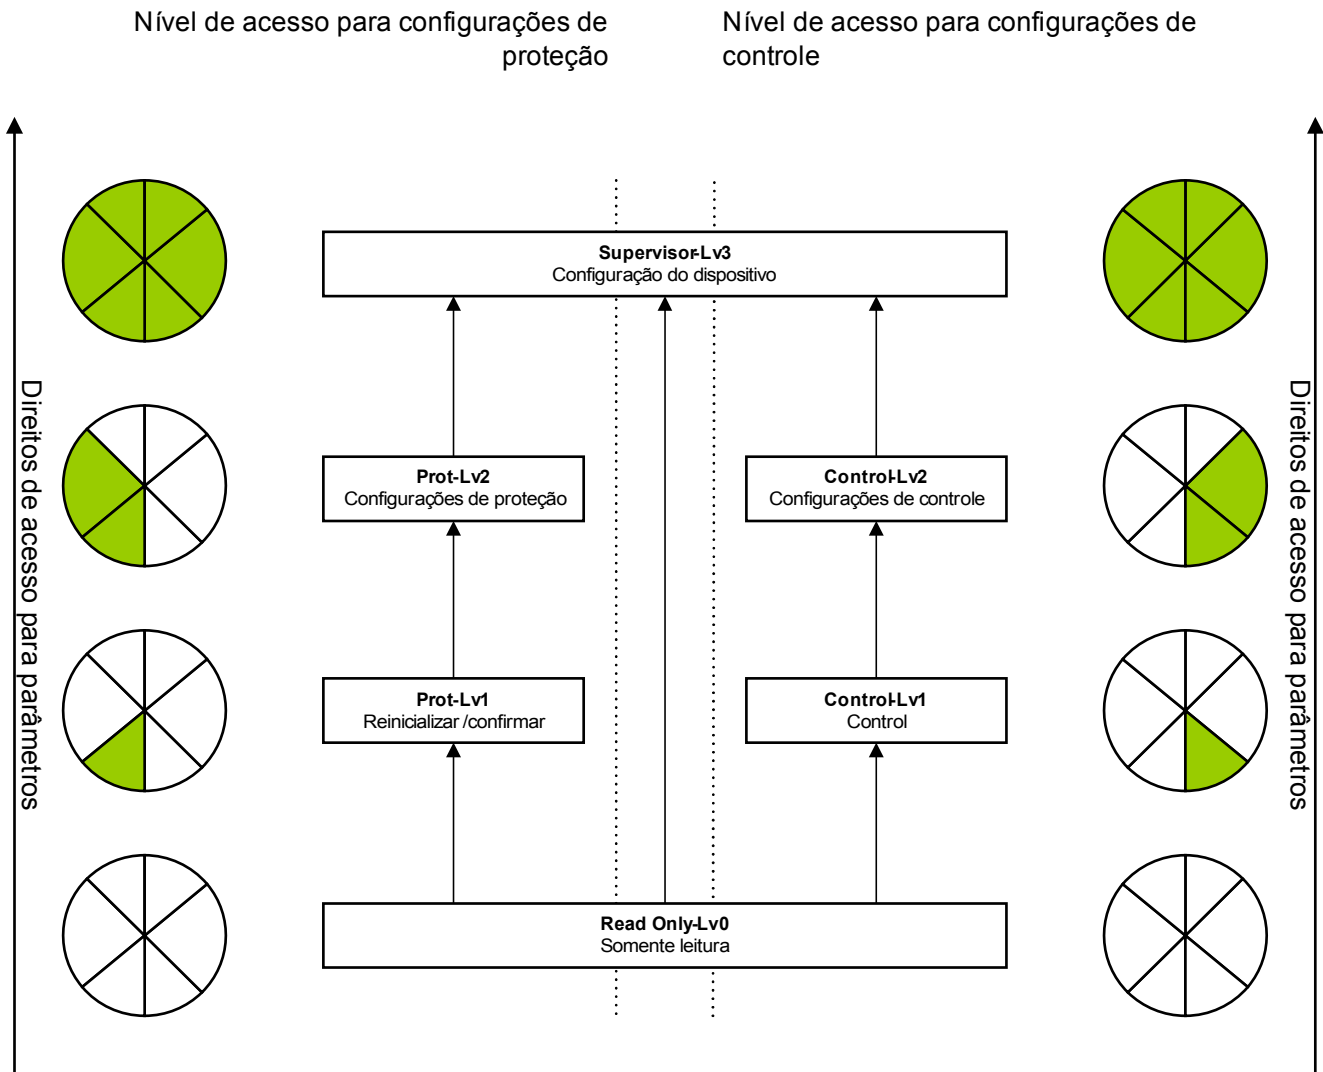 Nível de acesso para configurações de
proteção
Nível de acesso para configurações de
controle
Supervisor-Lv3
Configuração do dispositivo
Direitos de acesso para parâmetros
Direitos de acesso para parâmetros
Prot-Lv2
Configurações de proteção
Control-Lv2
Configurações de controle
Prot-Lv1
Reinicializar /confirmar
Control-Lv1
Control
Read Only-Lv0
Somente leitura